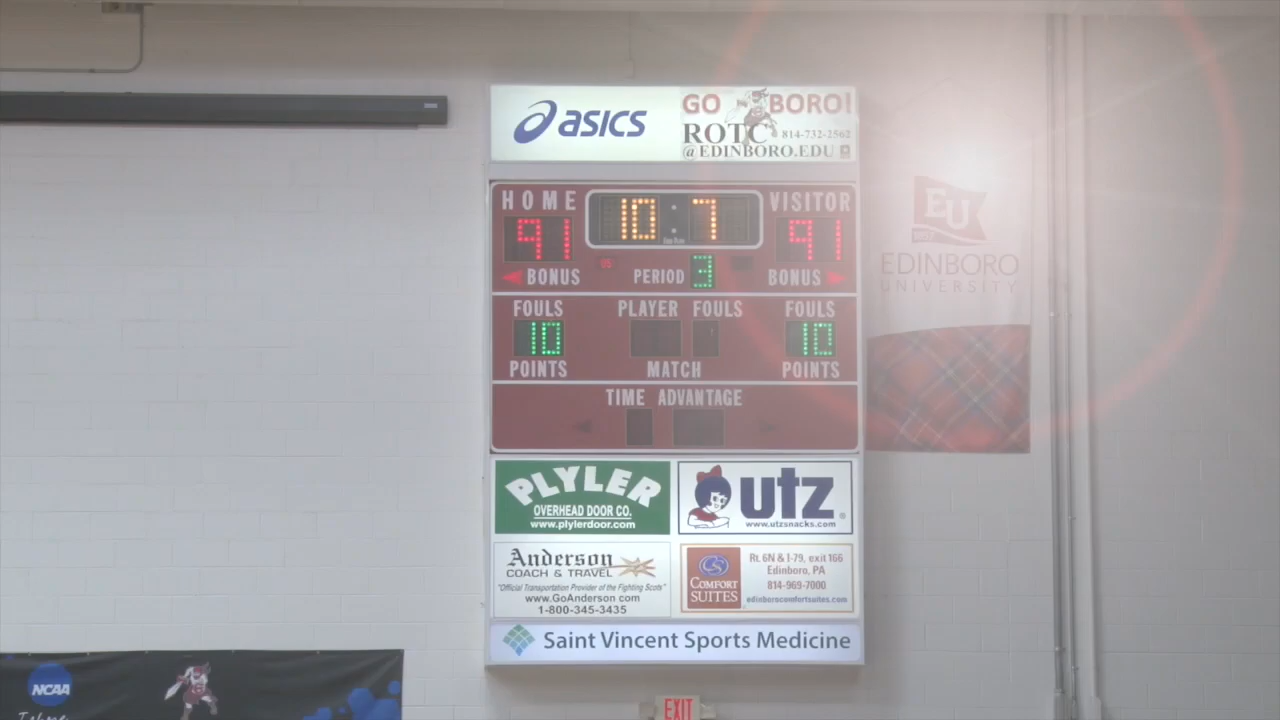 asics
GO BORO!
ROTC 814-732-2562
@EDINBORO.EDU
HOME 10:7 VISITOR
91 91
BONUS PERIOD 3 BONUS
FOULS PLAYER FOULS FOULS
10 10
POINTS MATCH POINTS
TIME ADVANTAGE
EU
1857
EDINBORO
UNIVERSITY
PLYLER
OVERHEAD DOOR CO.
www.plylerdoor.com
utz®
www.utzsnacks.com
Anderson
COACH & TRAVEL
"Official Transportation Provider of the Fighting Scots"
www.GoAnderson.com
1-800-345-3435
COMFORT
SUITES
Rt. 6N & I-79, exit 166
Edinboro, PA
814-969-7000
edinborocomfortsuites.com
Saint Vincent Sports Medicine
NCAA
EXIT